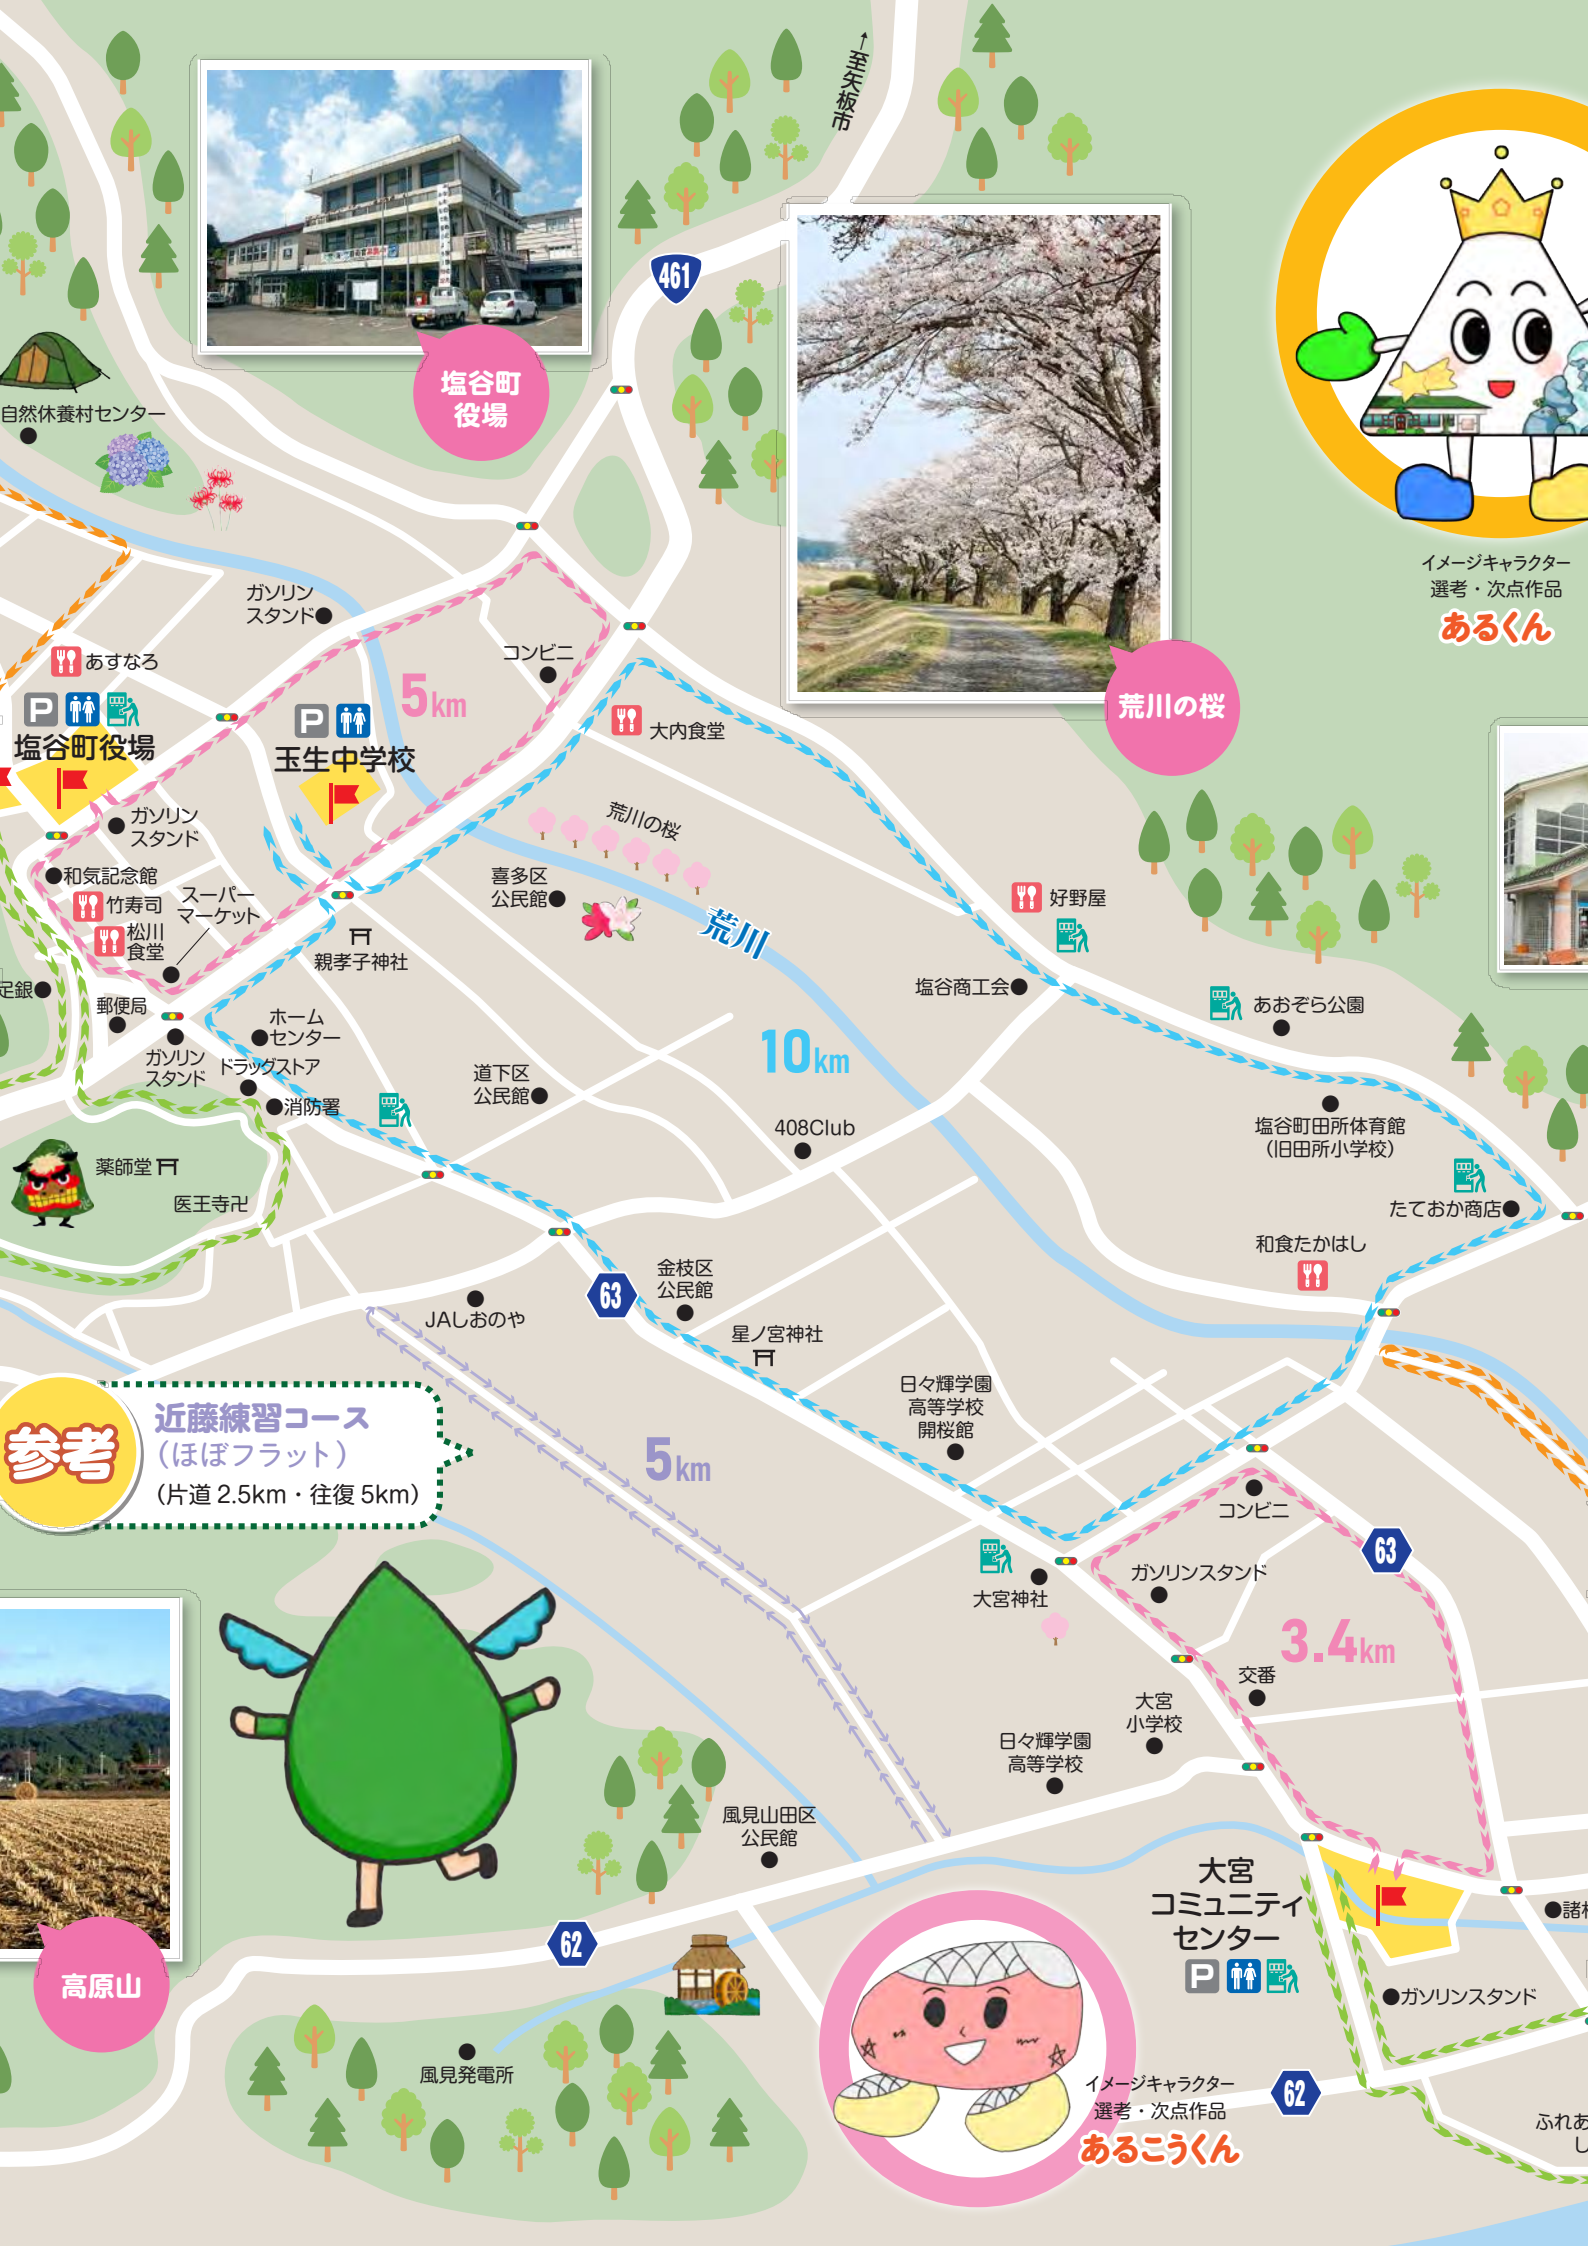 →至矢板市
461
塩谷町
役場
自然休養村センター
イメージキャラクター
選考・次点作品
あるくん
ガソリン
スタンド
コンビニ
あすなろ
5km
P
塩谷町役場
P
玉生中学校
大内食堂
荒川の桜
ガソリン
スタンド
荒川の桜
和気記念館
竹寿司
スーパー
マーケット
松川
食堂
喜多区
公民館
荒川
好野屋
親孝子神社
足銀
郵便局
塩谷商工会
あおぞら公園
ホーム
センター
ガソリン
スタンド
ドラッグストア
消防署
道下区
公民館
10km
408Club
塩谷町田所体育館
(旧田所小学校)
薬師堂
医王寺卍
たておか商店
和食たかはし
JAしおのや
63
金枝区
公民館
星ノ宮神社
参考
近藤練習コース
(ほぼフラット)
(片道 2.5km・往復 5km)
5km
日々輝学園
高等学校
開桜館
コンビニ
63
大宮神社
ガソリンスタンド
3.4km
交番
大宮
小学校
日々輝学園
高等学校
風見山田区
公民館
大宮
コミュニティ
センター
P
諸杉
高原山
62
ガソリンスタンド
風見発電所
イメージキャラクター
選考・次点作品
あるこうくん
62
ふれあ
し